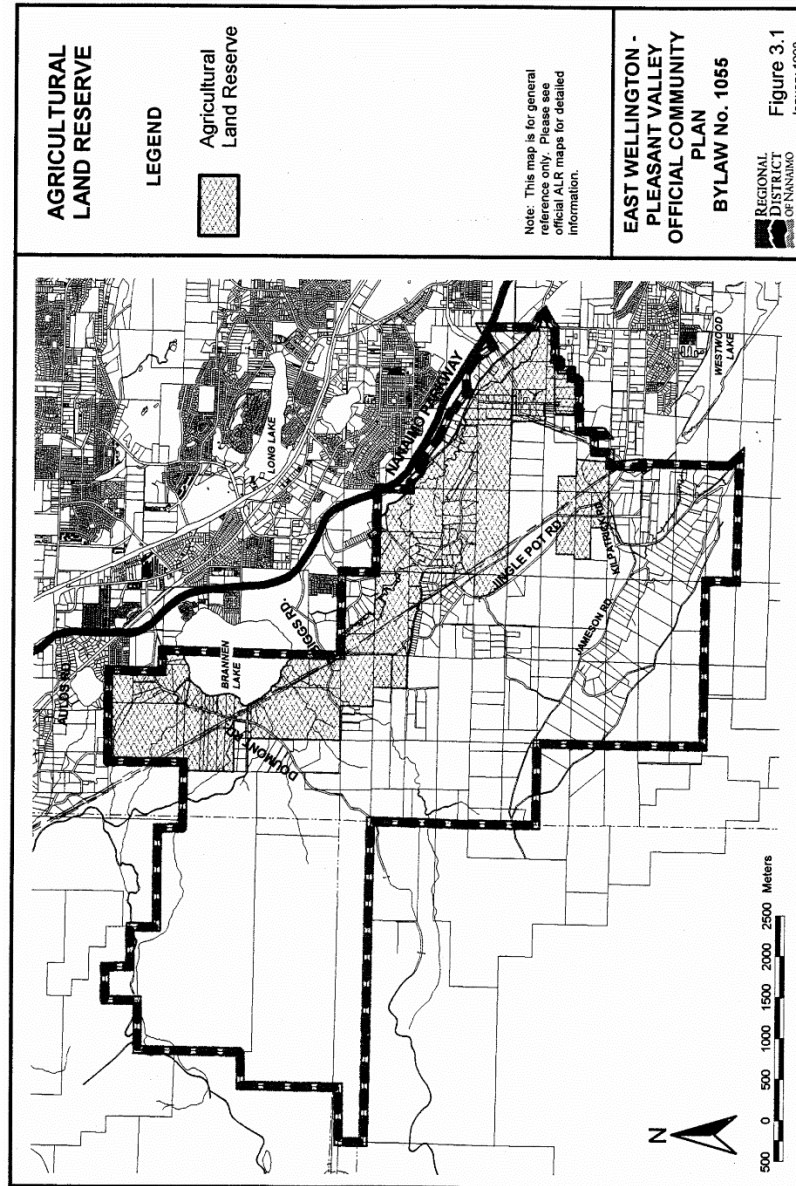 AGRICULTURAL
LAND RESERVE
LEGEND
Agricultural
Land Reserve
Note: This map is for general
reference only. Please see
official ALR maps for detailed
information.
EAST WELLINGTON -
PLEASANT VALLEY
OFFICIAL COMMUNITY
PLAN
BYLAW No. 1055
REGIONAL
DISTRICT
OF NANAIMO
Figure 3.1
AULDS RD.
LONG LAKE
NANAIMO PARKWAY
BIGGS RD.
BRANNEN
LAKE
DOUMONT RD.
JINGLE POT RD.
KILPATRICK RD.
JAMESON RD.
WESTWOOD
LAKE
N
500 0 500 1000 1500 2000 2500 Meters